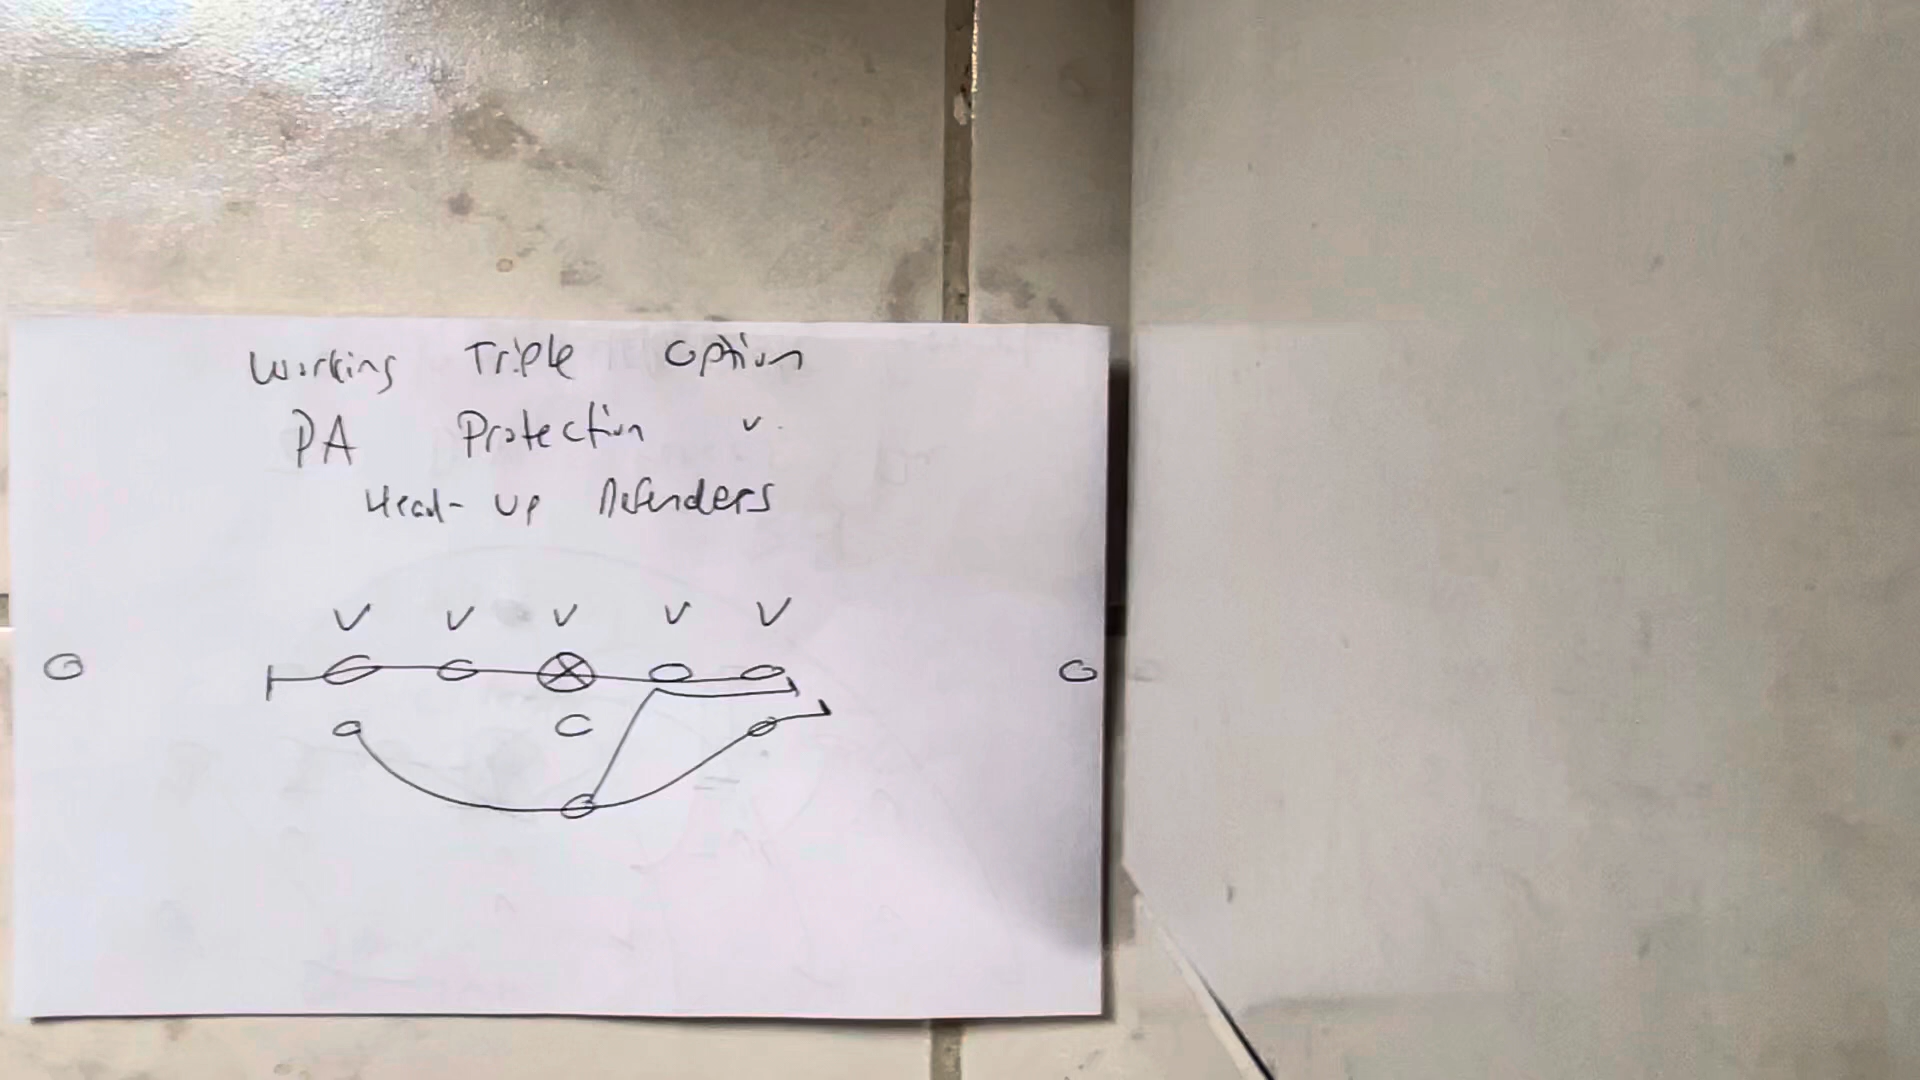 Working Triple Option
PA Protection v.
Head-Up Defenders
V V V V V
C